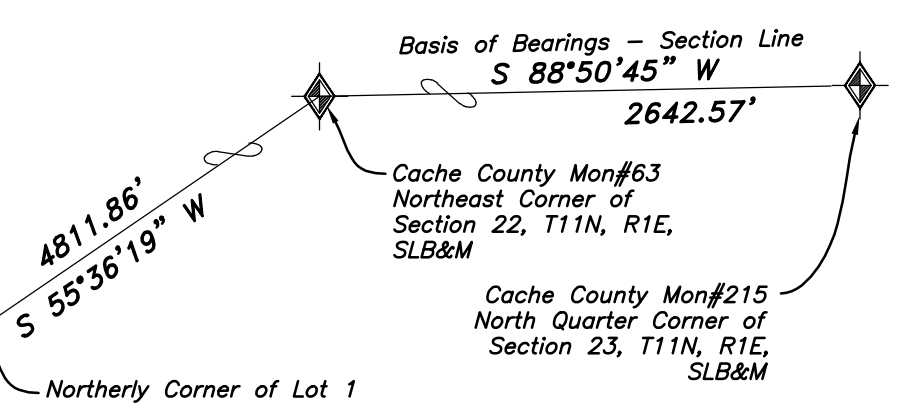 Basis of Bearings – Section Line
S 88°50'45" W
2642.57'
4811.86'
S 55°36'19" W
Cache County Mon#63
Northeast Corner of
Section 22, T11N, R1E,
SLB&M
Cache County Mon#215
North Quarter Corner of
Section 23, T11N, R1E,
SLB&M
Northerly Corner of Lot 1